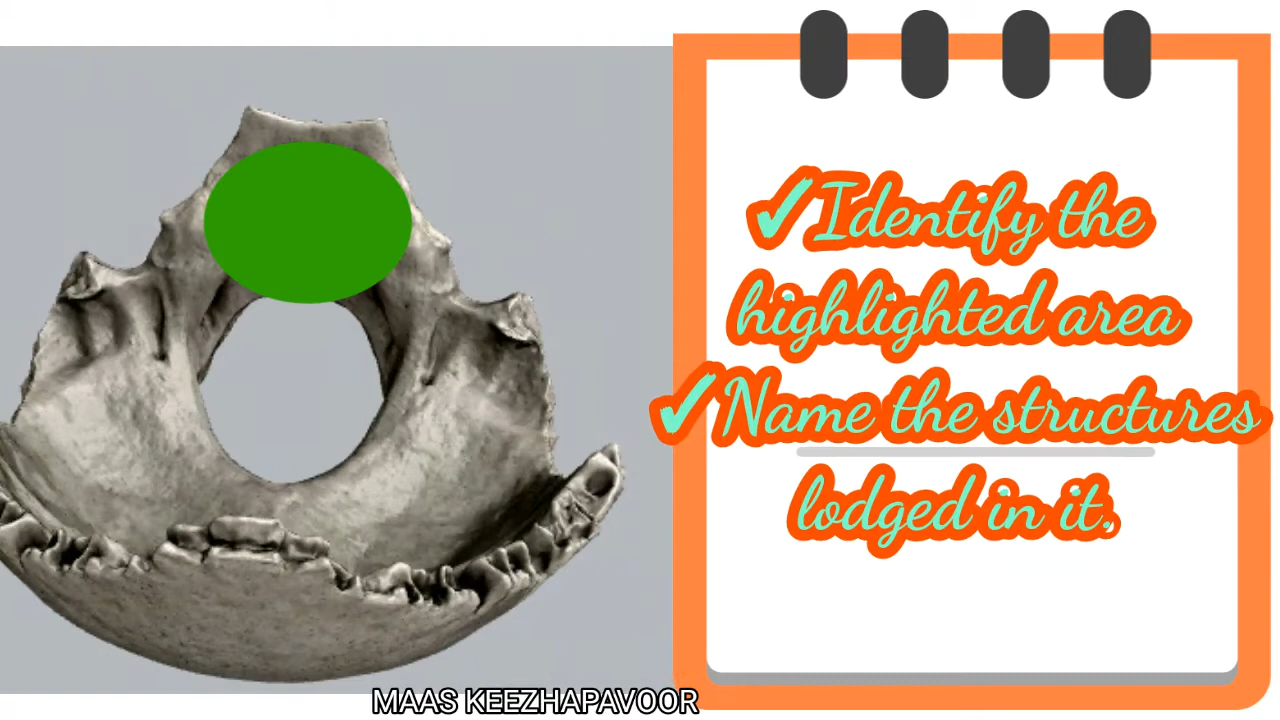 ✓Identify the
highlighted area
✓Name the structures
lodged in it.
MAAS KEEZHAPAVOOR